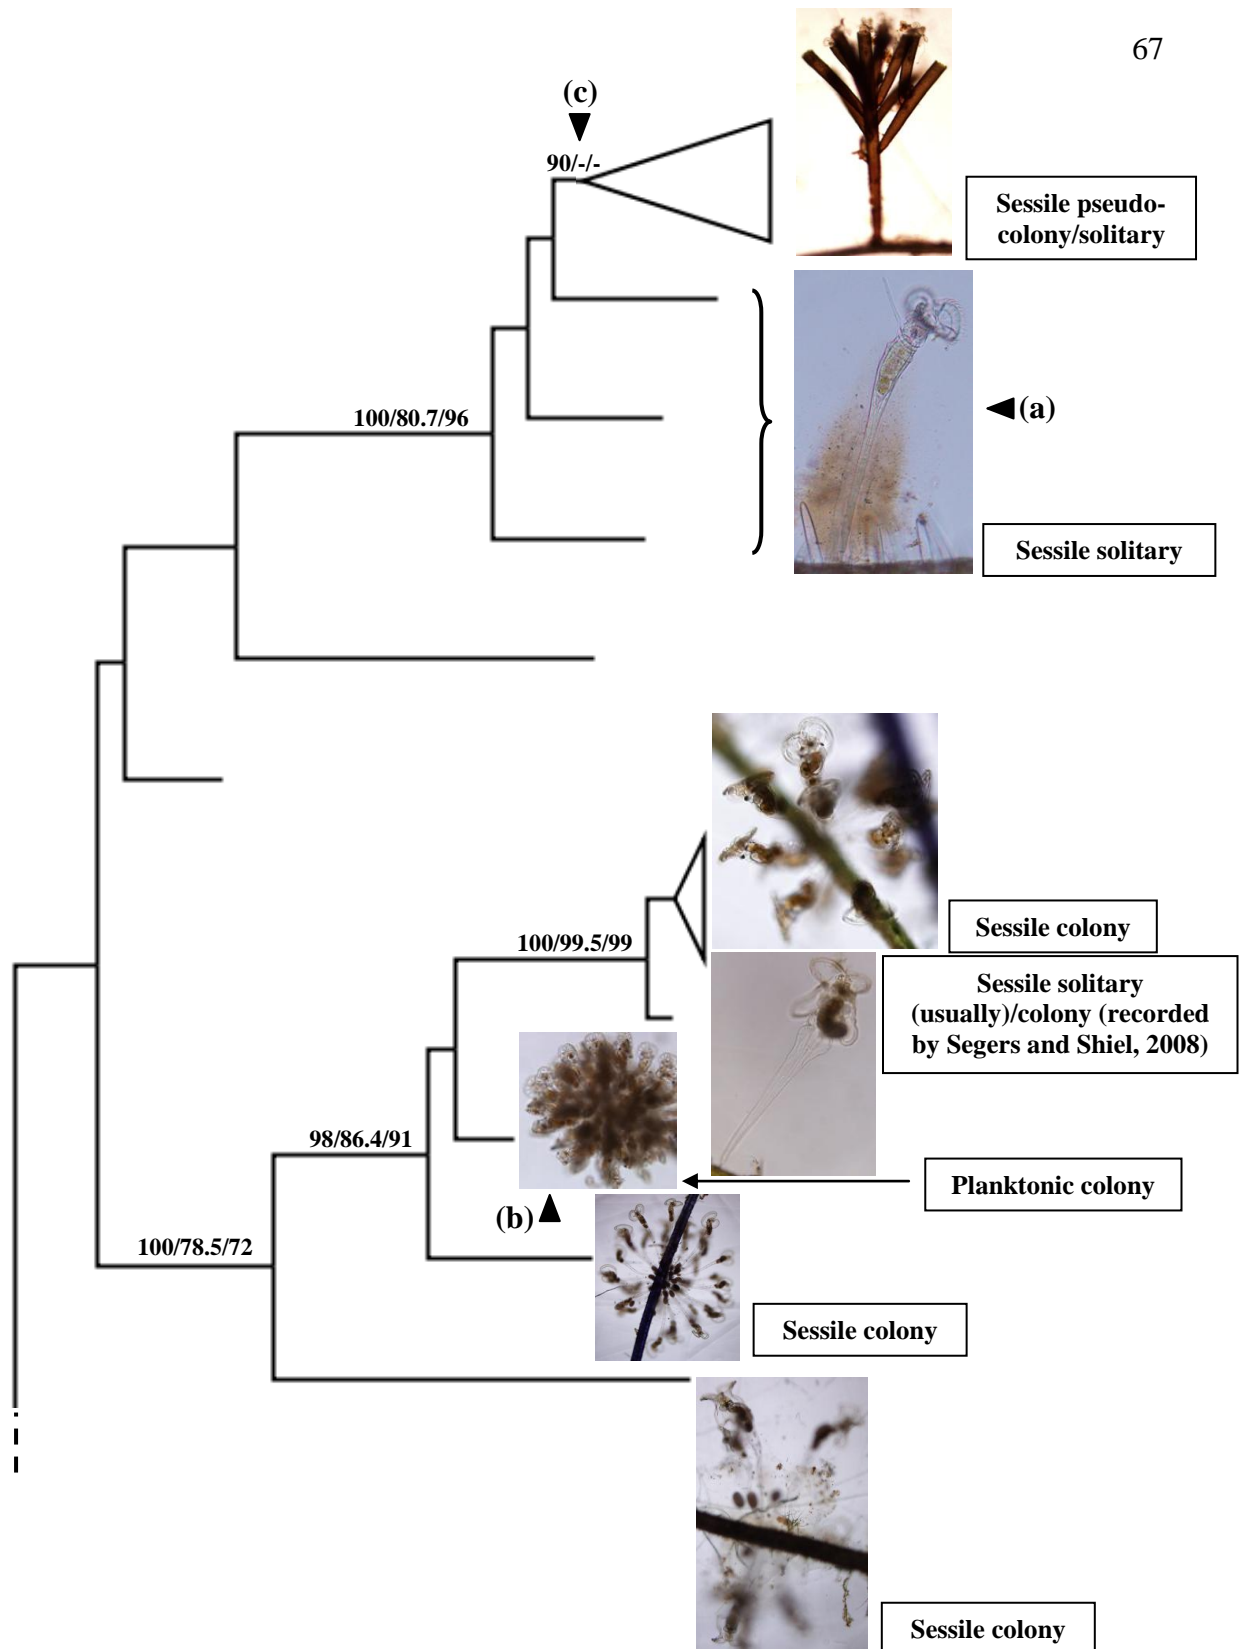 67
(c)
90/-/-
Sessile pseudo-
colony/solitary
100/80.7/96
(a)
Sessile solitary
100/99.5/99
Sessile colony
Sessile solitary
(usually)/colony (recorded
by Segers and Shiel, 2008)
98/86.4/91
Planktonic colony
(b)
100/78.5/72
Sessile colony
Sessile colony